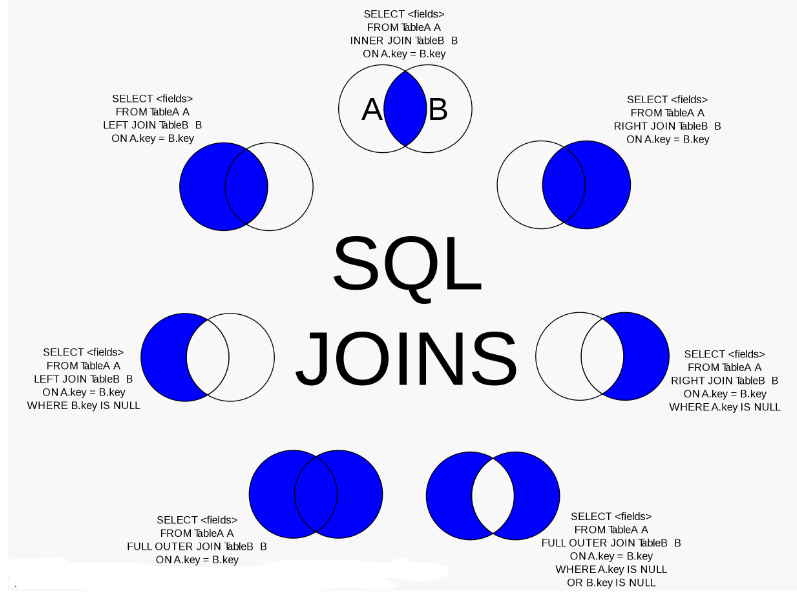 SELECT <fields>
FROM TableA A
INNER JOIN TableB B
ON A.key = B.key
A B
SELECT <fields>
FROM TableA A
LEFT JOIN TableB B
ON A.key = B.key
SELECT <fields>
FROM TableA A
RIGHT JOIN TableB B
ON A.key = B.key
SQL
JOINS
SELECT <fields>
FROM TableA A
LEFT JOIN TableB B
ON A.key = B.key
WHERE B.key IS NULL
SELECT <fields>
FROM TableA A
RIGHT JOIN TableB B
ON A.key = B.key
WHERE A.key IS NULL
SELECT <fields>
FROM TableA A
FULL OUTER JOIN TableB B
ON A.key = B.key
SELECT <fields>
FROM TableA A
FULL OUTER JOIN TableB B
ON A.key = B.key
WHERE A.key IS NULL
OR B.key IS NULL